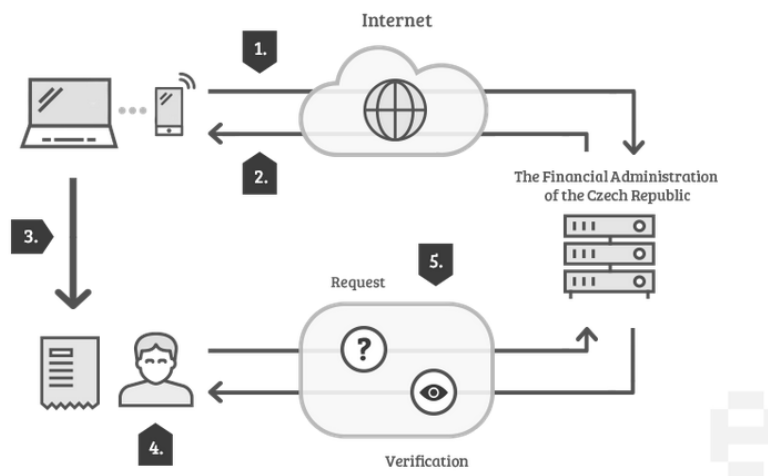 Internet
1.
2.
The Financial Administration
of the Czech Republic
3.
5.
Request
?
4.
Verification